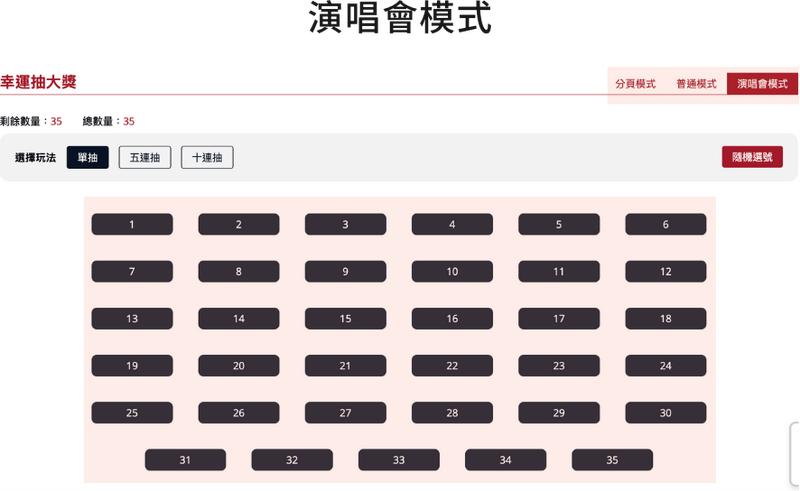 演唱會模式
幸運抽大獎 分頁模式 普通模式 演唱會模式
剩餘數量：35 總數量：35
選擇玩法 單抽 五連抽 十連抽 隨機選號
1 2 3 4 5 6
7 8 9 10 11 12
13 14 15 16 17 18
19 20 21 22 23 24
25 26 27 28 29 30
31 32 33 34 35